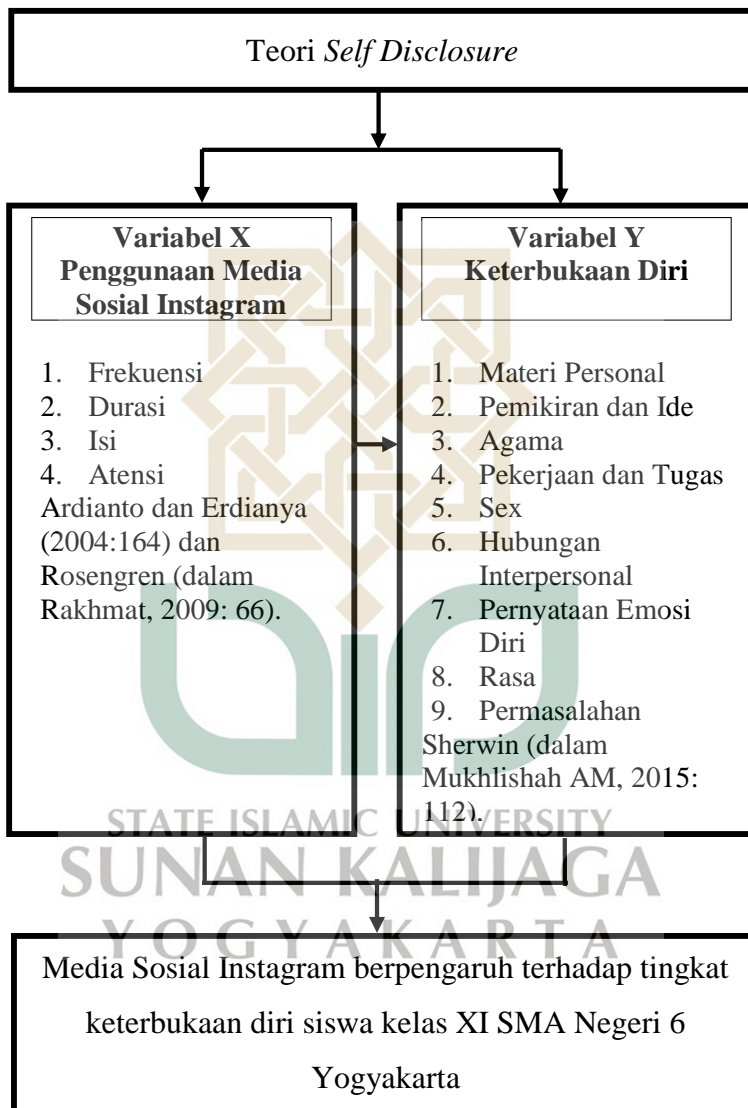 Teori Self Disclosure
Variabel X
Penggunaan Media
Sosial Instagram
1. Frekuensi
2. Durasi
3. Isi
4. Atensi
Ardianto dan Erdianya
(2004:164) dan
Rosengren (dalam
Rakhmat, 2009: 66).
Variabel Y
Keterbukaan Diri
1. Materi Personal
2. Pemikiran dan Ide
3. Agama
4. Pekerjaan dan Tugas
5. Sex
6. Hubungan
Interpersonal
7. Pernyataan Emosi
Diri
8. Rasa
9. Permasalahan
Sherwin (dalam
Mukhlishah AM, 2015:
112).
STATE ISLAMIC UNIVERSITY
SUNAN KALIJAGA
YOGYAKARTA
Media Sosial Instagram berpengaruh terhadap tingkat
keterbukaan diri siswa kelas XI SMA Negeri 6
Yogyakarta